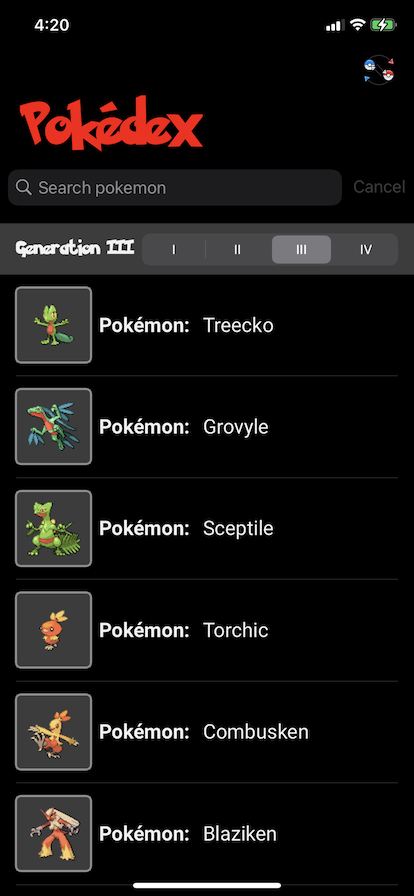 4:20
Pokédex
Search pokemon
Cancel
Generation III
I
II
III
IV
Pokémon: Treecko
Pokémon: Grovyle
Pokémon: Sceptile
Pokémon: Torchic
Pokémon: Combusken
Pokémon: Blaziken